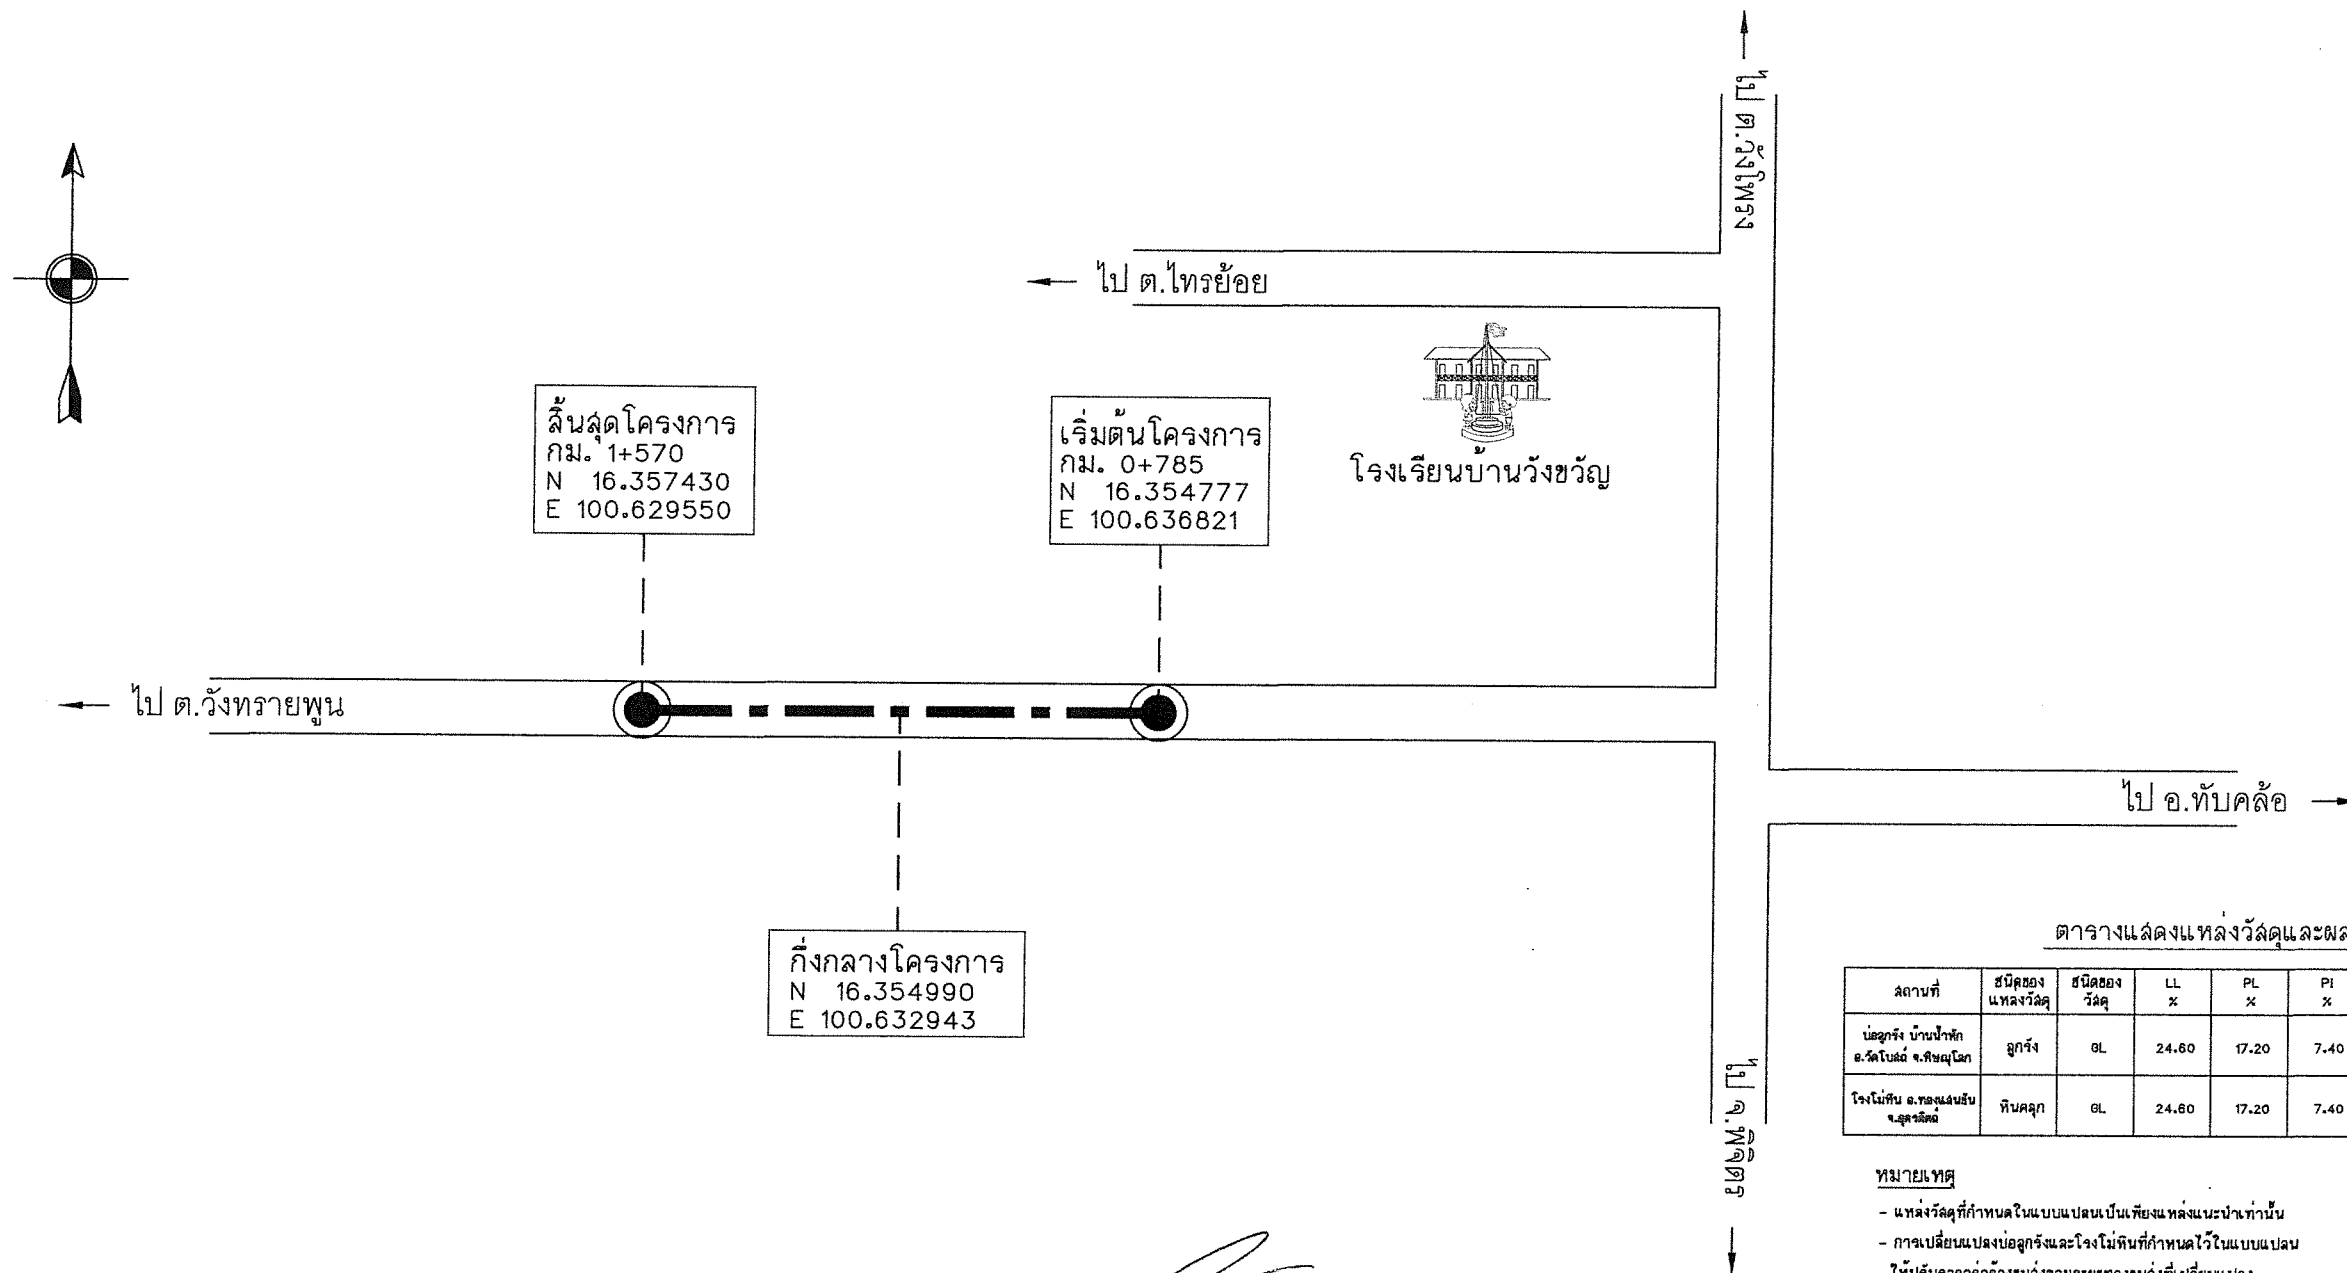 ไป ต.วังโพรง
← ไป ต.ไทรย้อย
สิ้นสุดโครงการ
กม. 1+570
N 16.357430
E 100.629550
เริ่มต้นโครงการ
กม. 0+785
N 16.354777
E 100.636821
โรงเรียนบ้านวังขวัญ
← ไป ต.วังทรายพูน
ไป อ.ทับคล้อ →
กึ่งกลางโครงการ
N 16.354990
E 100.632943
ไป จ.พิจิตร
ตารางแสดงแหล่งวัสดุและผล
สถานที่ ชนิดของ ชนิดของ LL PL PI
แหล่งวัสดุ วัสดุ % % %
บ่อลูกรัง บ้านน้ำหัก
อ.วัดโบสถ์ จ.พิษณุโลก ลูกรัง GL 24.60 17.20 7.40
โรงโม่หิน อ.ทองแสนขัน
จ.อุตรดิตถ์ หินคลุก GL 24.60 17.20 7.40
หมายเหตุ
- แหล่งวัสดุที่กำหนดในแบบแปลนเป็นเพียงแหล่งแนะนำเท่านั้น
- การเปลี่ยนแปลงบ่อลูกรังและโรงโม่หินที่กำหนดไว้ในแบบแปลน